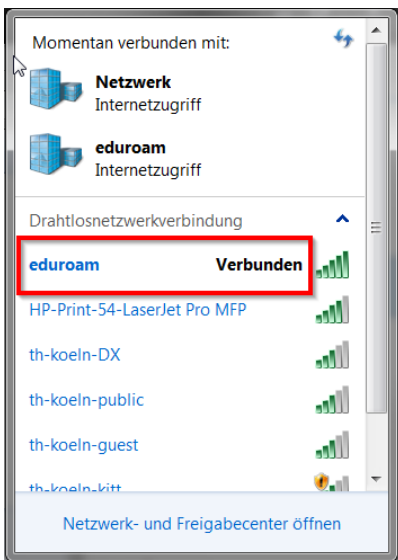 Momentan verbunden mit:
Netzwerk
Internetzugriff
eduroam
Internetzugriff
Drahtlosnetzwerkverbindung
eduroam Verbunden
HP-Print-54-LaserJet Pro MFP
th-koeln-DX
th-koeln-public
th-koeln-guest
th-koeln-kitt
Netzwerk- und Freigabecenter öffnen